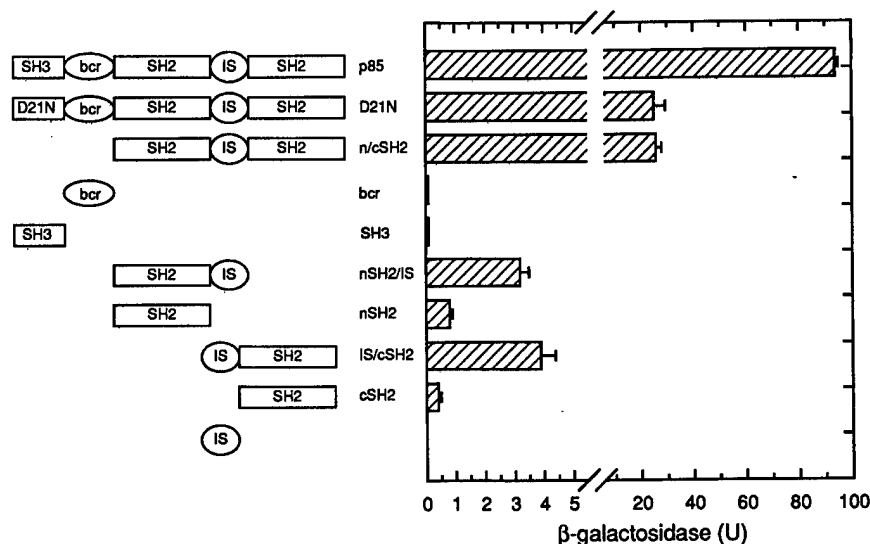 SH3 bcr SH2 IS SH2 p85
D21N bcr SH2 IS SH2 D21N
SH2 IS SH2 n/cSH2
bcr bcr
SH3 SH3
SH2 IS nSH2/IS
SH2 nSH2
IS SH2 IS/cSH2
SH2 cSH2
IS
0 1 2 3 4 5 20 40 60 80 100
β-galactosidase (U)